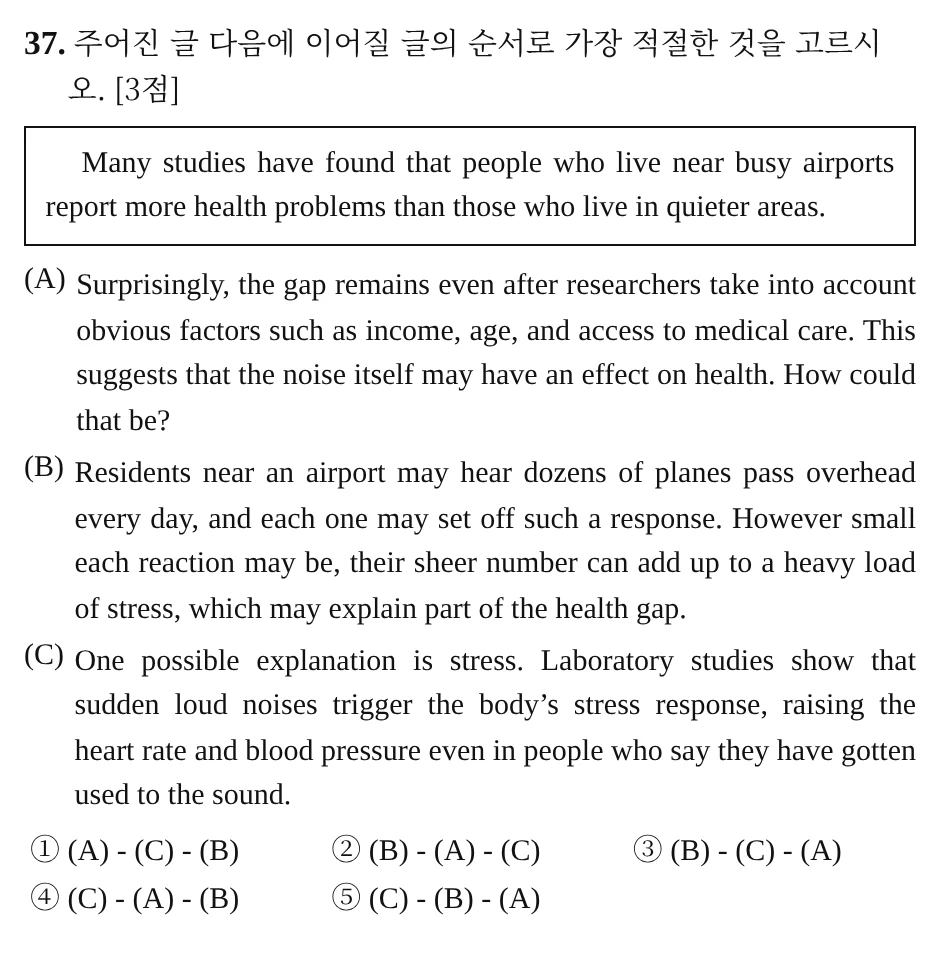 37. 주어진 글 다음에 이어질 글의 순서로 가장 적절한 것을 고르시
오. [3점]
Many studies have found that people who live near busy airports
report more health problems than those who live in quieter areas.
(A) Surprisingly, the gap remains even after researchers take into account
obvious factors such as income, age, and access to medical care. This
suggests that the noise itself may have an effect on health. How could
that be?
(B) Residents near an airport may hear dozens of planes pass overhead
every day, and each one may set off such a response. However small
each reaction may be, their sheer number can add up to a heavy load
of stress, which may explain part of the health gap.
(C) One possible explanation is stress. Laboratory studies show that
sudden loud noises trigger the body’s stress response, raising the
heart rate and blood pressure even in people who say they have gotten
used to the sound.
① (A) - (C) - (B) ② (B) - (A) - (C) ③ (B) - (C) - (A)
④ (C) - (A) - (B) ⑤ (C) - (B) - (A)